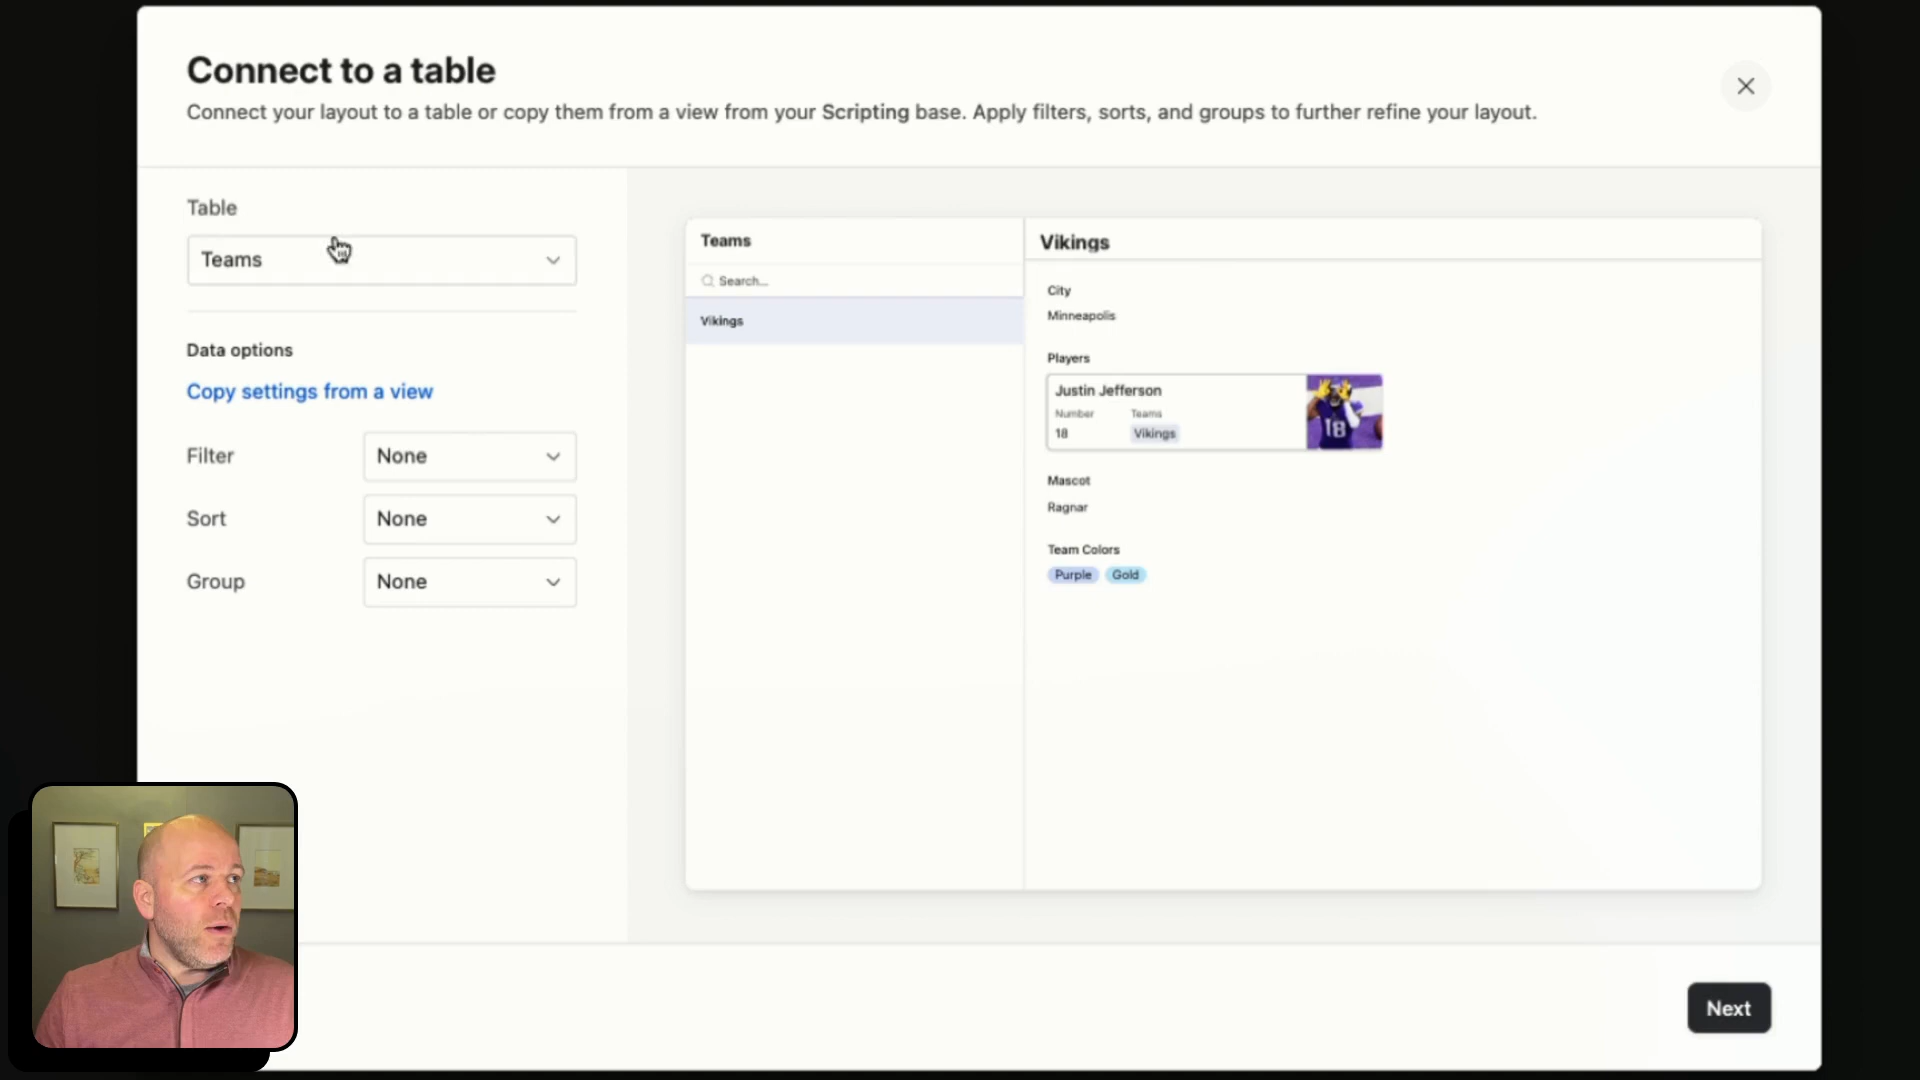 Connect to a table
Connect your layout to a table or copy them from a view from your Scripting base. Apply filters, sorts, and groups to further refine your layout.
Table
Teams
Data options
Copy settings from a view
Filter
None
Sort
None
Group
None
Teams
Search...
Vikings
Vikings
City
Minneapolis
Players
Justin Jefferson
Number
Teams
18
Vikings
18
Mascot
Ragnar
Team Colors
Purple
Gold
Next